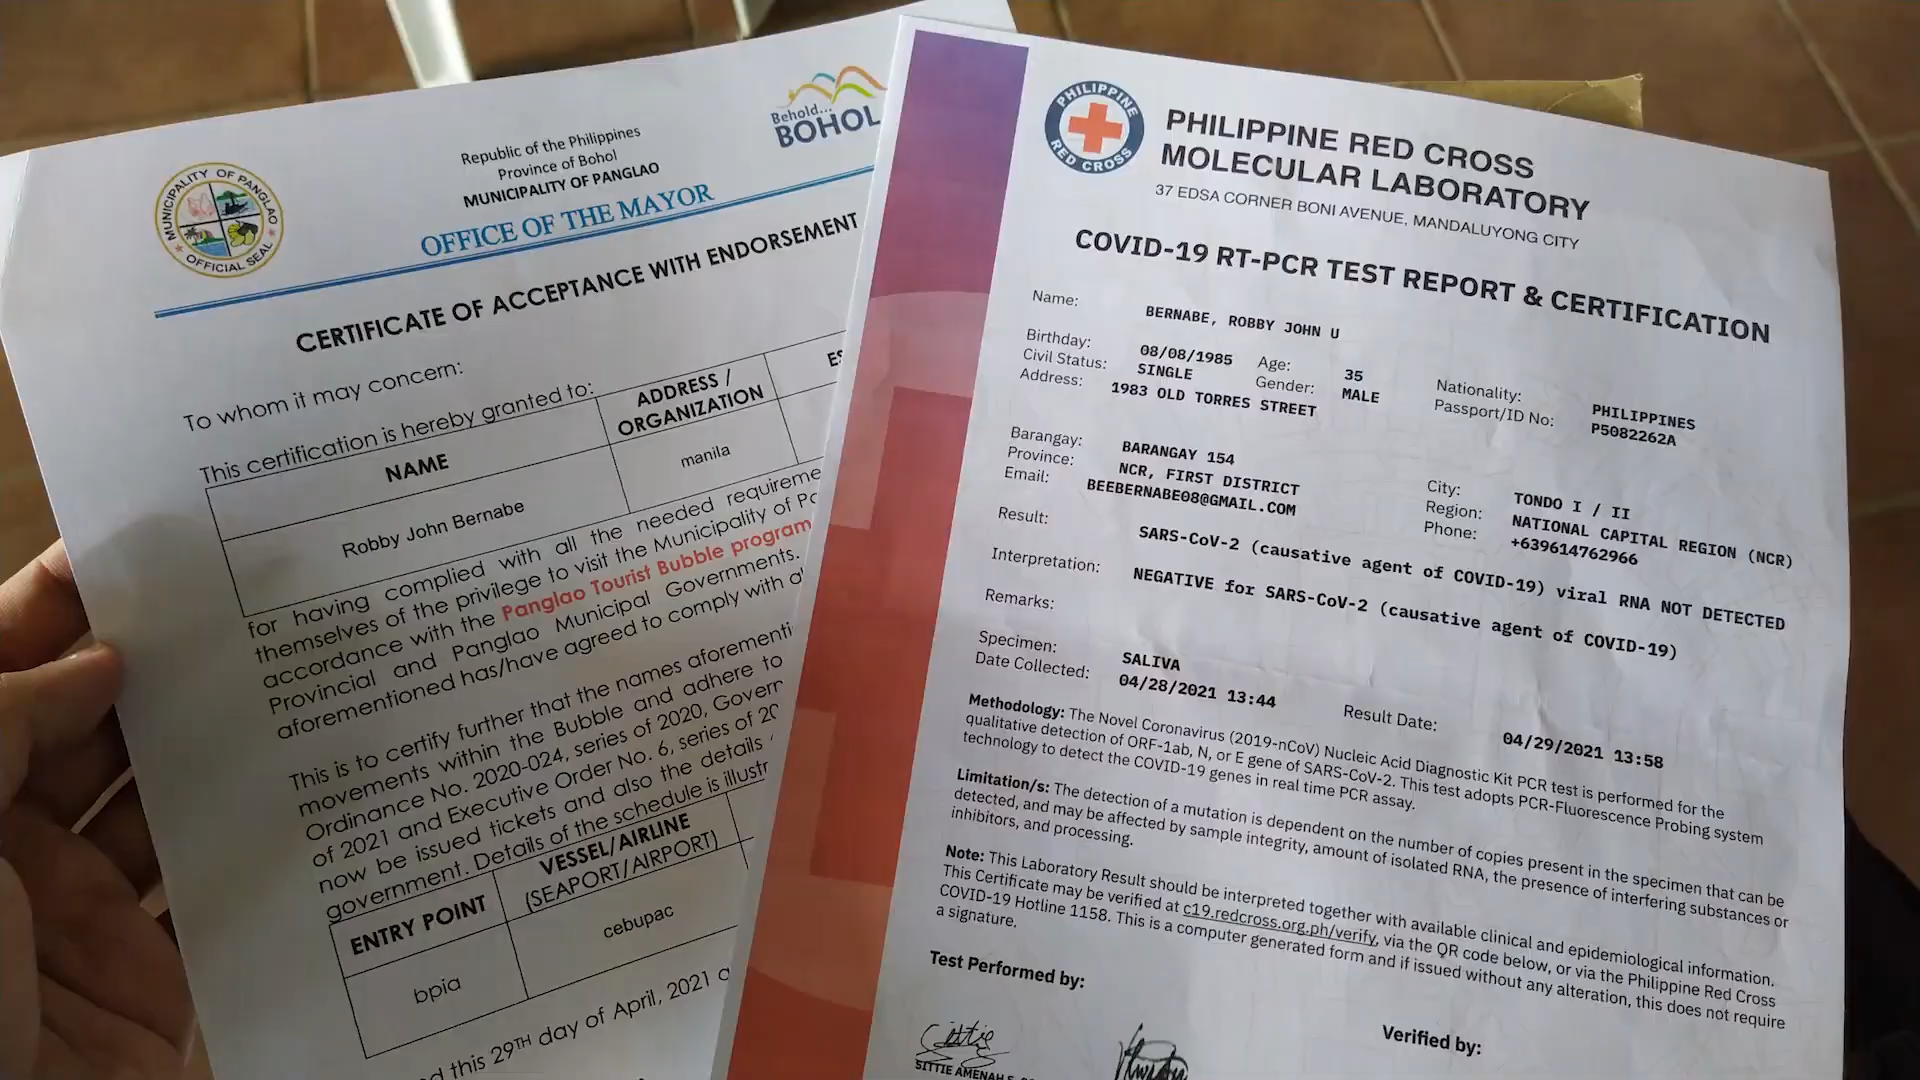 MUNICIPALITY OF PANGLAO
OFFICIAL SEAL
Republic of the Philippines
Province of Bohol
MUNICIPALITY OF PANGLAO
OFFICE OF THE MAYOR
Behold...
BOHOL
CERTIFICATE OF ACCEPTANCE WITH ENDORSEMENT
To whom it may concern:
This certification is hereby granted to:
NAME
ADDRESS /
ORGANIZATION
ES
Robby John Bernabe
manila
for having complied with all the needed requireme
themselves of the privilege to visit the Municipality of Pa
accordance with the Panglao Tourist Bubble program
Provincial and Panglao Municipal Governments.
aforementioned has/have agreed to comply with a
This is to certify further that the names aforementi
movements within the Bubble and adhere to
Ordinance No. 2020-024, series of 2020, Govern
of 2021 and Executive Order No. 6, series of 20
now be issued tickets and also the details
government. Details of the schedule is illustr
ENTRY POINT
VESSEL/AIRLINE
(SEAPORT/AIRPORT)
bpia
cebupac
d this 29TH day of April, 2021 a
PHILIPPINE
RED CROSS
PHILIPPINE RED CROSS
MOLECULAR LABORATORY
37 EDSA CORNER BONI AVENUE, MANDALUYONG CITY
COVID-19 RT-PCR TEST REPORT & CERTIFICATION
Name: BERNABE, ROBBY JOHN U
Birthday: 08/08/1985 Age: 35 Nationality: PHILIPPINES
Civil Status: SINGLE Gender: MALE Passport/ID No: P5082262A
Address: 1983 OLD TORRES STREET
Barangay: BARANGAY 154 City: TONDO I / II
Province: NCR, FIRST DISTRICT Region: NATIONAL CAPITAL REGION (NCR)
Email: BEEBERNABE08@GMAIL.COM Phone: +639614762966
Result: SARS-CoV-2 (causative agent of COVID-19) viral RNA NOT DETECTED
Interpretation: NEGATIVE for SARS-CoV-2 (causative agent of COVID-19)
Remarks:
Specimen: SALIVA
Date Collected: 04/28/2021 13:44 Result Date: 04/29/2021 13:58
Methodology: The Novel Coronavirus (2019-nCoV) Nucleic Acid Diagnostic Kit PCR test is performed for the
qualitative detection of ORF-1ab, N, or E gene of SARS-CoV-2. This test adopts PCR-Fluorescence Probing system
technology to detect the COVID-19 genes in real time PCR assay.
Limitation/s: The detection of a mutation is dependent on the number of copies present in the specimen that can be
detected, and may be affected by sample integrity, amount of isolated RNA, the presence of interfering substances or
inhibitors, and processing.
Note: This Laboratory Result should be interpreted together with available clinical and epidemiological information.
This Certificate may be verified at c19.redcross.org.ph/verify, via the QR code below, or via the Philippine Red Cross
COVID-19 Hotline 1158. This is a computer generated form and if issued without any alteration, this does not require
a signature.
Test Performed by:
Verified by:
SITTIE AMENAH